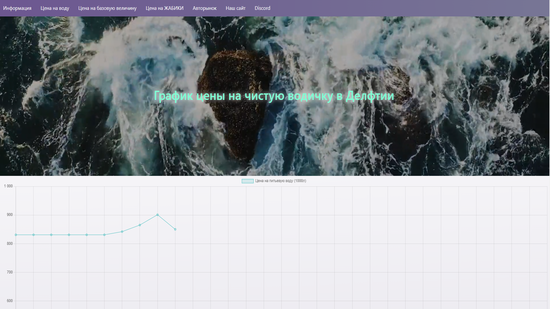 Информация Цена на воду Цена на базовую величину Цена на ЖАБИКИ Авторынок Наш сайт Discord
График цены на чистую водичку в Делотии
Цена на питьевую воду (1000л)
1 000
900
800
700
600